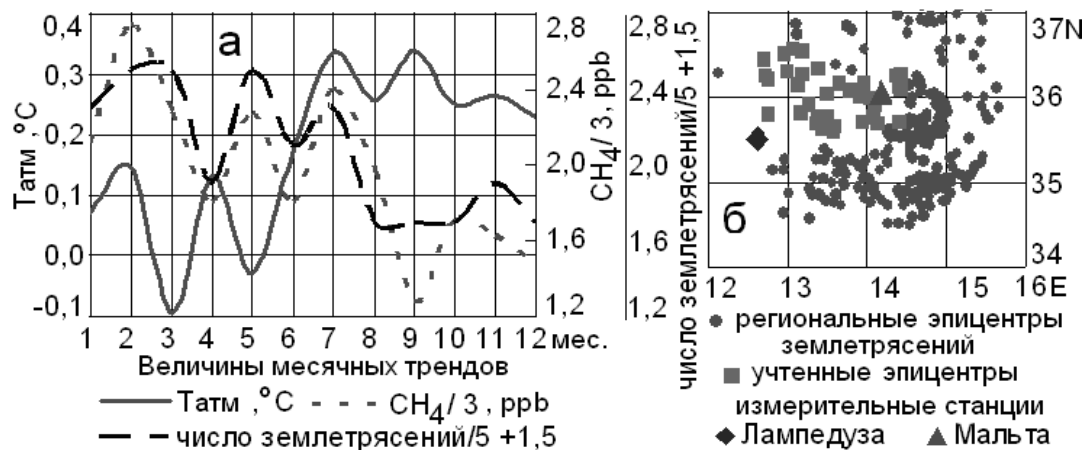 а
Татм ,°С
0,4
0,3
0,2
0,1
0,0
-0,1
2,8
2,4
2,0
1,6
1,2
СН4/ 3, ppb
2,8
2,4
2,0
1,6
1,2
число землетрясений/5 +1,5
1 2 3 4 5 6 7 8 9 10 11 12 мес.
Величины месячных трендов
Татм ,°С СН4/ 3 , ppb
число землетрясений/5 +1,5
б
37N
36
35
34
12 13 14 15 16 Е
региональные эпицентры
землетрясений
учтенные эпицентры
измерительные станции
Лампедуза Мальта